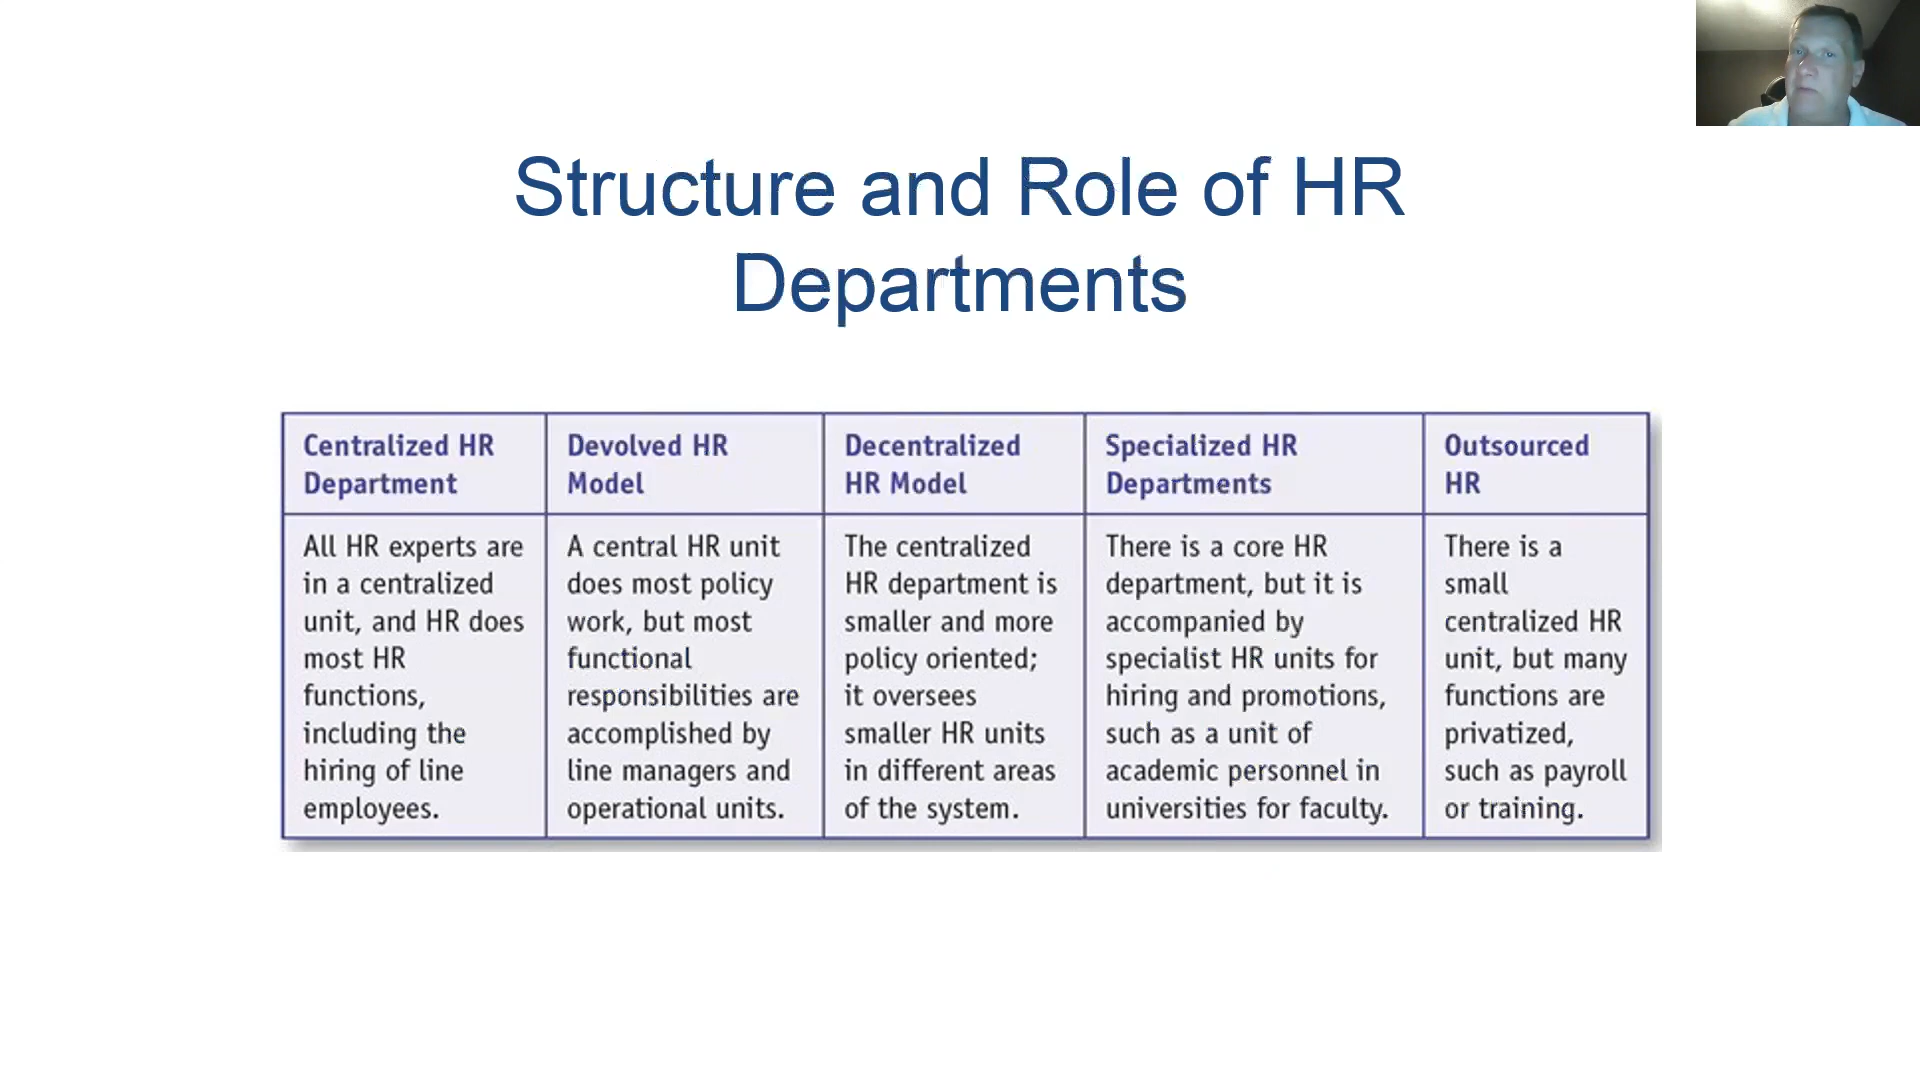 Structure and Role of HR
Departments
Centralized HR
Department
Devolved HR
Model
Decentralized
HR Model
Specialized HR
Departments
Outsourced
HR
All HR experts are
in a centralized
unit, and HR does
most HR
functions,
including the
hiring of line
employees.
A central HR unit
does most policy
work, but most
functional
responsibilities are
accomplished by
line managers and
operational units.
The centralized
HR department is
smaller and more
policy oriented;
it oversees
smaller HR units
in different areas
of the system.
There is a core HR
department, but it is
accompanied by
specialist HR units for
hiring and promotions,
such as a unit of
academic personnel in
universities for faculty.
There is a
small
centralized HR
unit, but many
functions are
privatized,
such as payroll
or training.